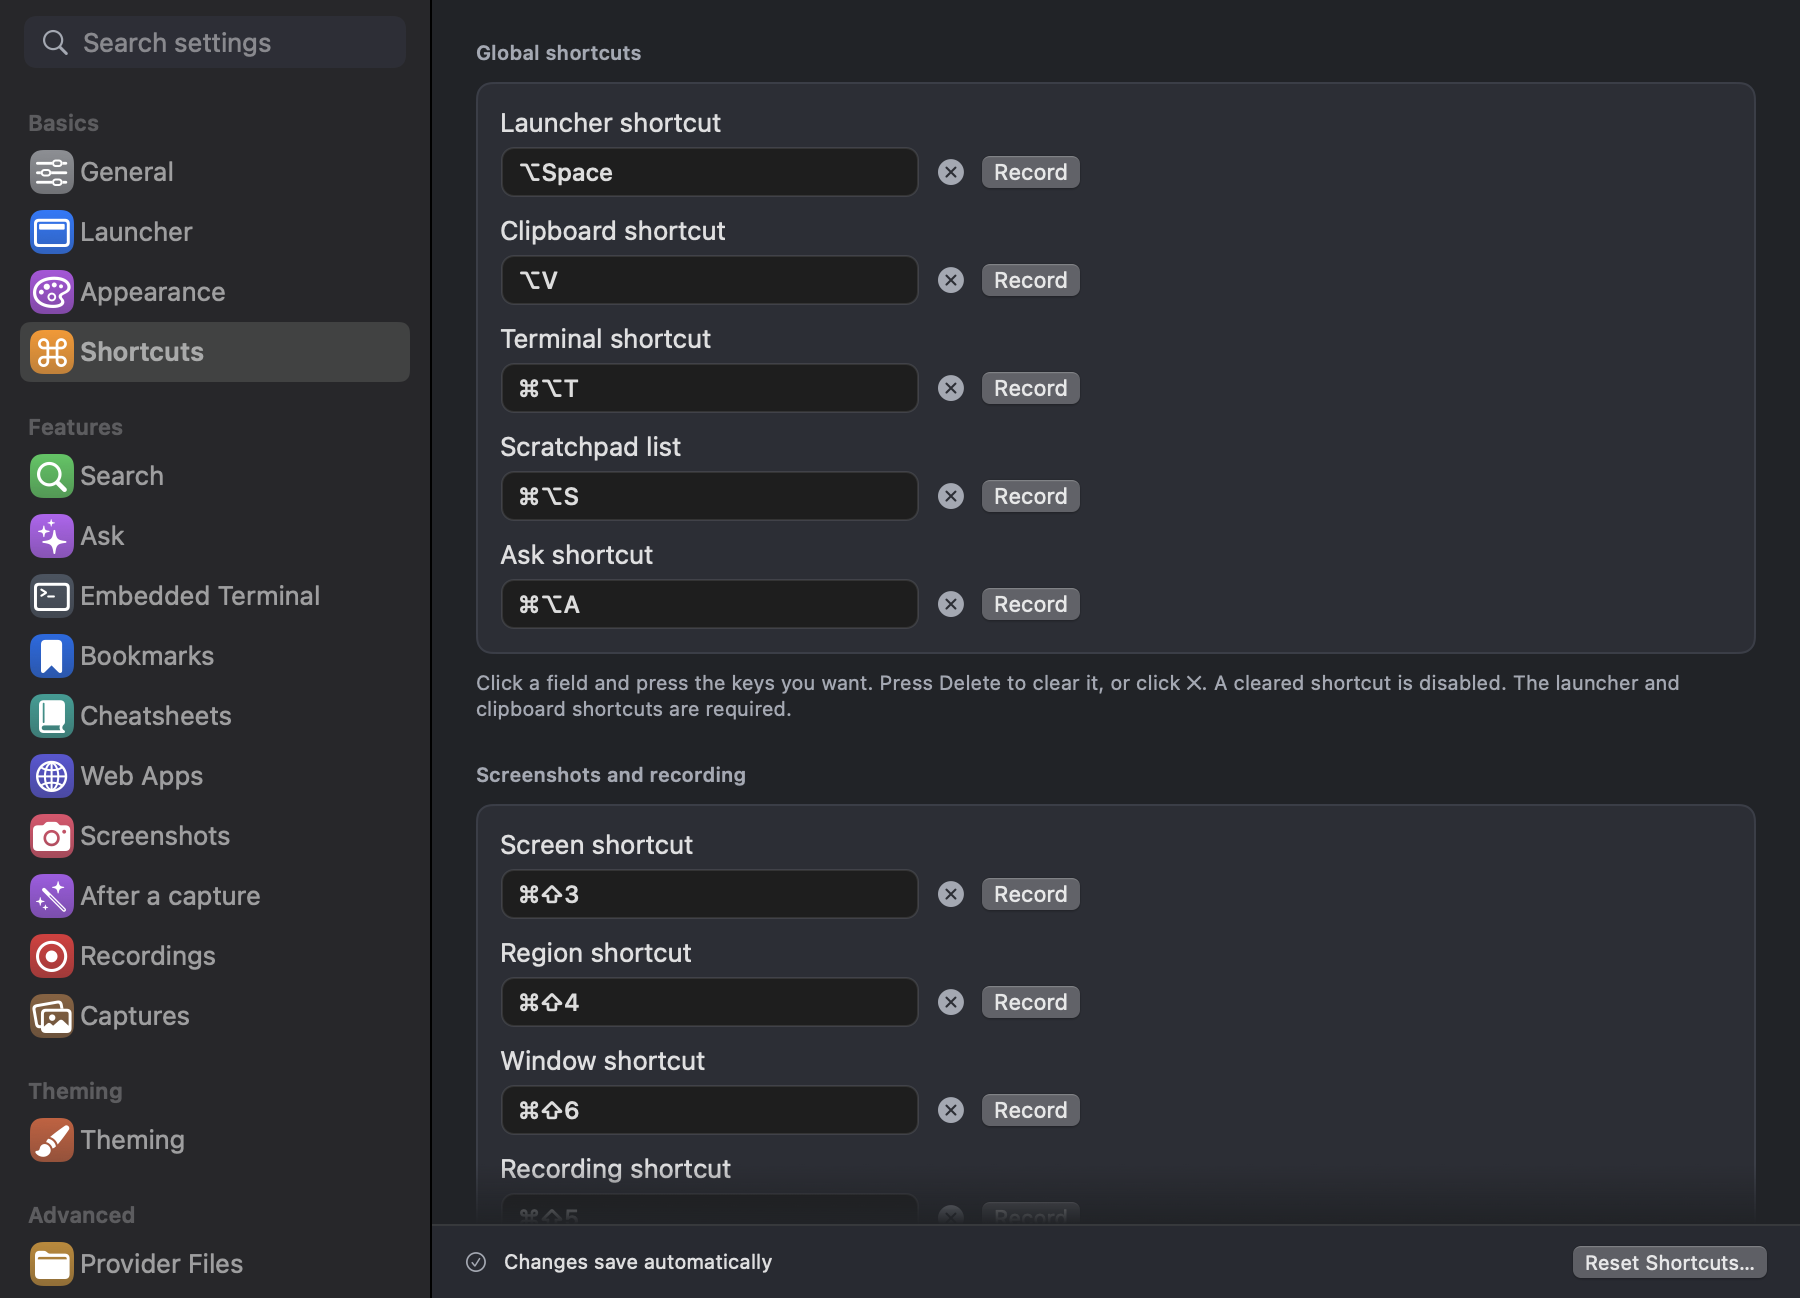 Search settings
Basics
General
Launcher
Appearance
Shortcuts
Features
Search
Ask
Embedded Terminal
Bookmarks
Cheatsheets
Web Apps
Screenshots
After a capture
Recordings
Captures
Theming
Theming
Advanced
Provider Files
Global shortcuts
Launcher shortcut
⌥Space
Record
Clipboard shortcut
⌥V
Record
Terminal shortcut
⌘⌥T
Record
Scratchpad list
⌘⌥S
Record
Ask shortcut
⌘⌥A
Record
Click a field and press the keys you want. Press Delete to clear it, or click ✕. A cleared shortcut is disabled. The launcher and
clipboard shortcuts are required.
Screenshots and recording
Screen shortcut
⌘⇧3
Record
Region shortcut
⌘⇧4
Record
Window shortcut
⌘⇧6
Record
Recording shortcut
⌘⇧5
Record
Changes save automatically
Reset Shortcuts...